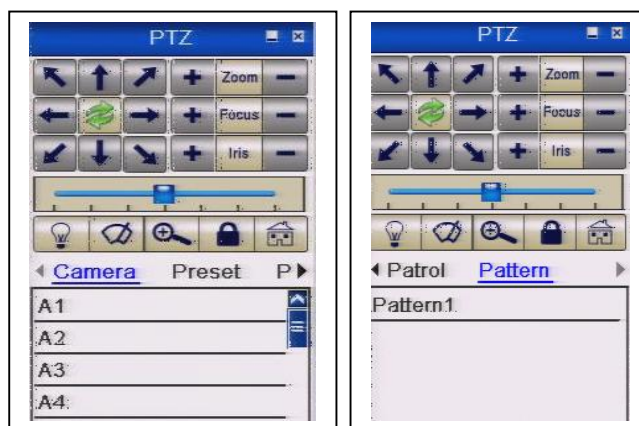 PTZ
Zoom
Focus
Iris
Camera Preset P
A1
A2
A3
A4
PTZ
Zoom
Focus
Iris
Patrol Pattern
Pattern1